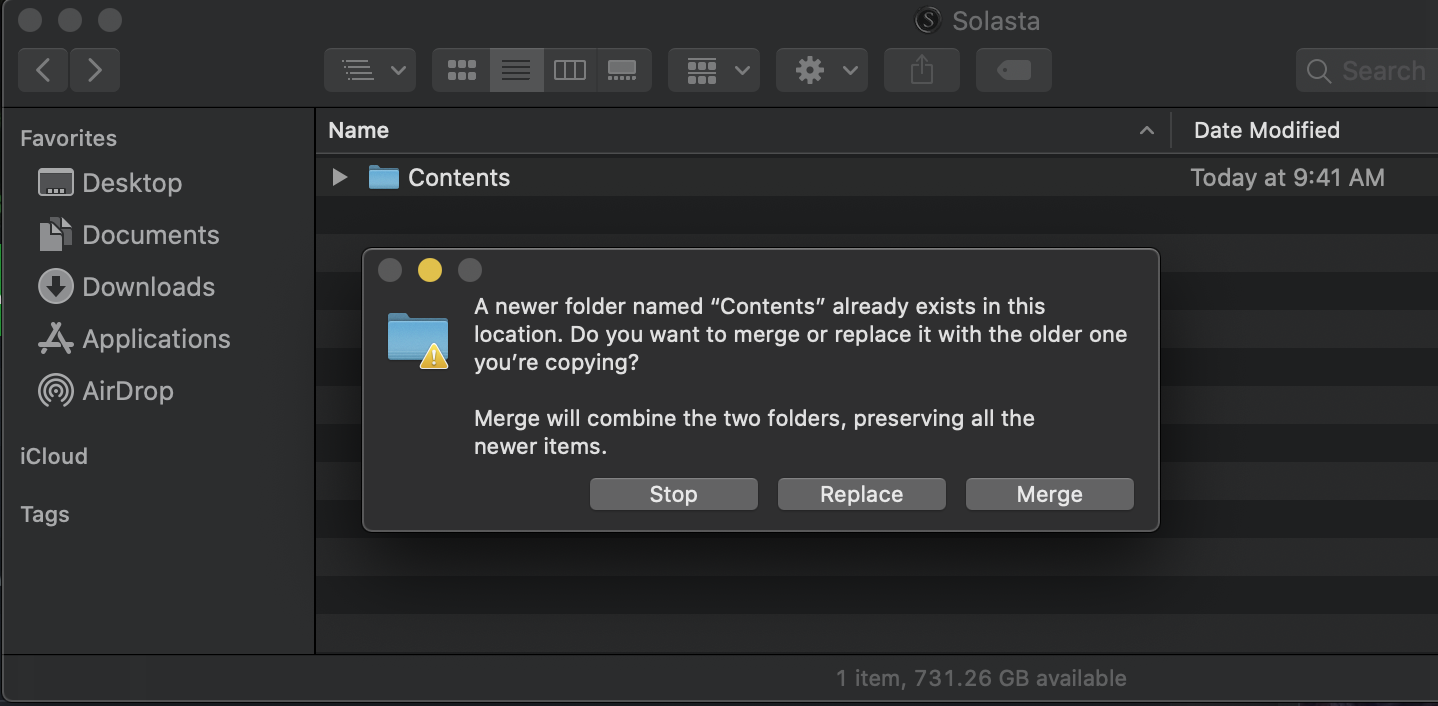 Solasta
Search
Favorites
Desktop
Documents
Downloads
Applications
AirDrop
iCloud
Tags
Name
Date Modified
Contents
Today at 9:41 AM
A newer folder named “Contents” already exists in this
location. Do you want to merge or replace it with the older one
you’re copying?
Merge will combine the two folders, preserving all the
newer items.
Stop
Replace
Merge
1 item, 731.26 GB available